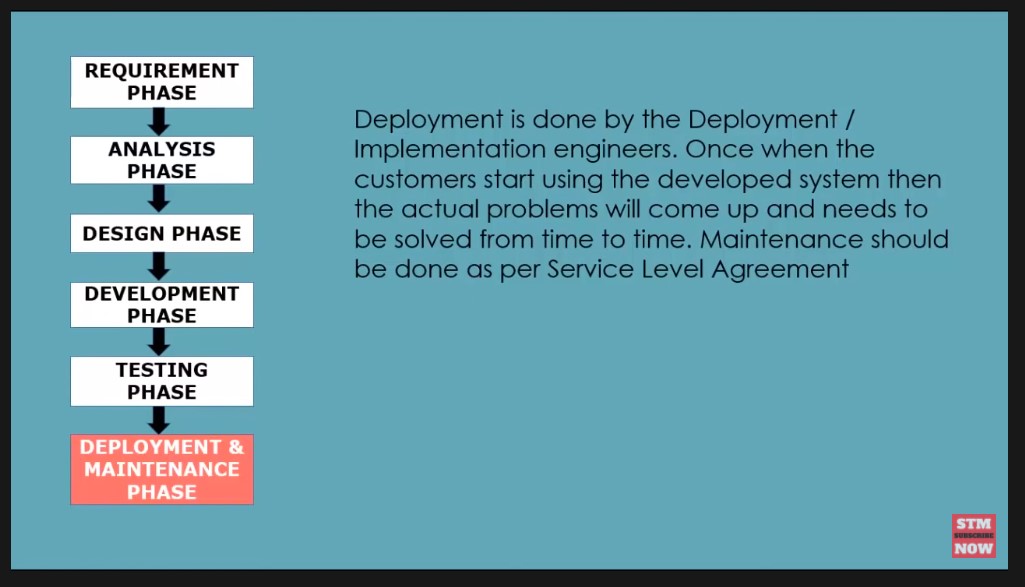 REQUIREMENT
PHASE
ANALYSIS
PHASE
DESIGN PHASE
DEVELOPMENT
PHASE
TESTING
PHASE
DEPLOYMENT &
MAINTENANCE
PHASE
Deployment is done by the Deployment /
Implementation engineers. Once when the
customers start using the developed system then
the actual problems will come up and needs to
be solved from time to time. Maintenance should
be done as per Service Level Agreement
STM
SUBSCRIBE
NOW